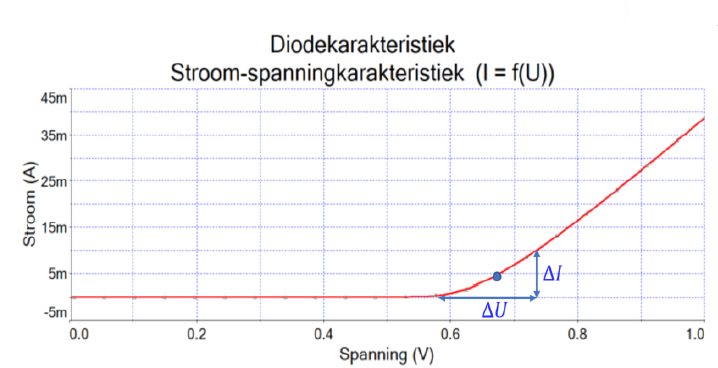 Diodekarakteristiek
Stroom-spanningkarakteristiek (I = f(U))
45m
35m
25m
15m
5m
-5m
Stroom (A)
ΔI
ΔU
0.0 0.2 0.4 0.6 0.8 1.0
Spanning (V)